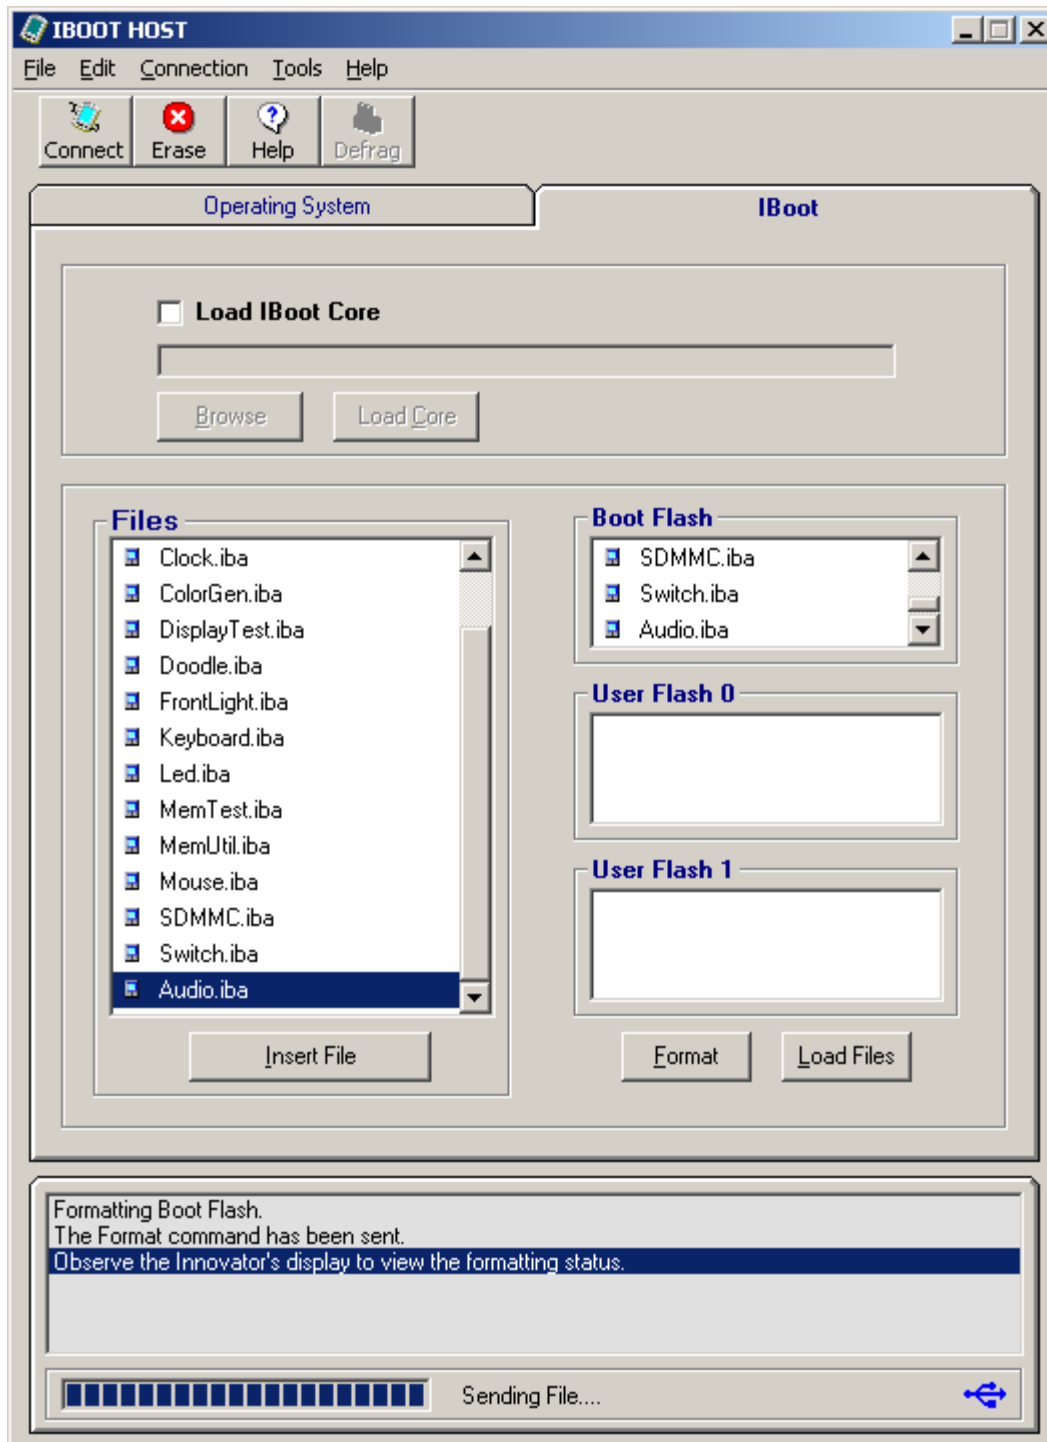 IBOOT HOST
File Edit Connection Tools Help
Connect Erase Help Defrag
Operating System IBoot
Load IBoot Core
Browse Load Core
Files
Clock.iba
ColorGen.iba
DisplayTest.iba
Doodle.iba
FrontLight.iba
Keyboard.iba
Led.iba
MemTest.iba
MemUtil.iba
Mouse.iba
SDMMC.iba
Switch.iba
Audio.iba
Insert File
Boot Flash
SDMMC.iba
Switch.iba
Audio.iba
User Flash 0
User Flash 1
Format Load Files
Formatting Boot Flash.
The Format command has been sent.
Observe the Innovator's display to view the formatting status.
Sending File....